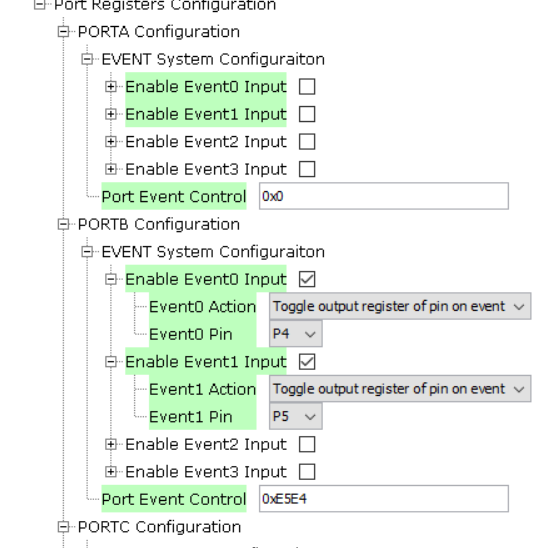 Port Registers Configuration
PORTA Configuration
EVENT System Configuraiton
Enable Event0 Input
Enable Event1 Input
Enable Event2 Input
Enable Event3 Input
Port Event Control 0x0
PORTB Configuration
EVENT System Configuraiton
Enable Event0 Input
Event0 Action Toggle output register of pin on event
Event0 Pin P4
Enable Event1 Input
Event1 Action Toggle output register of pin on event
Event1 Pin P5
Enable Event2 Input
Enable Event3 Input
Port Event Control 0xE5E4
PORTC Configuration